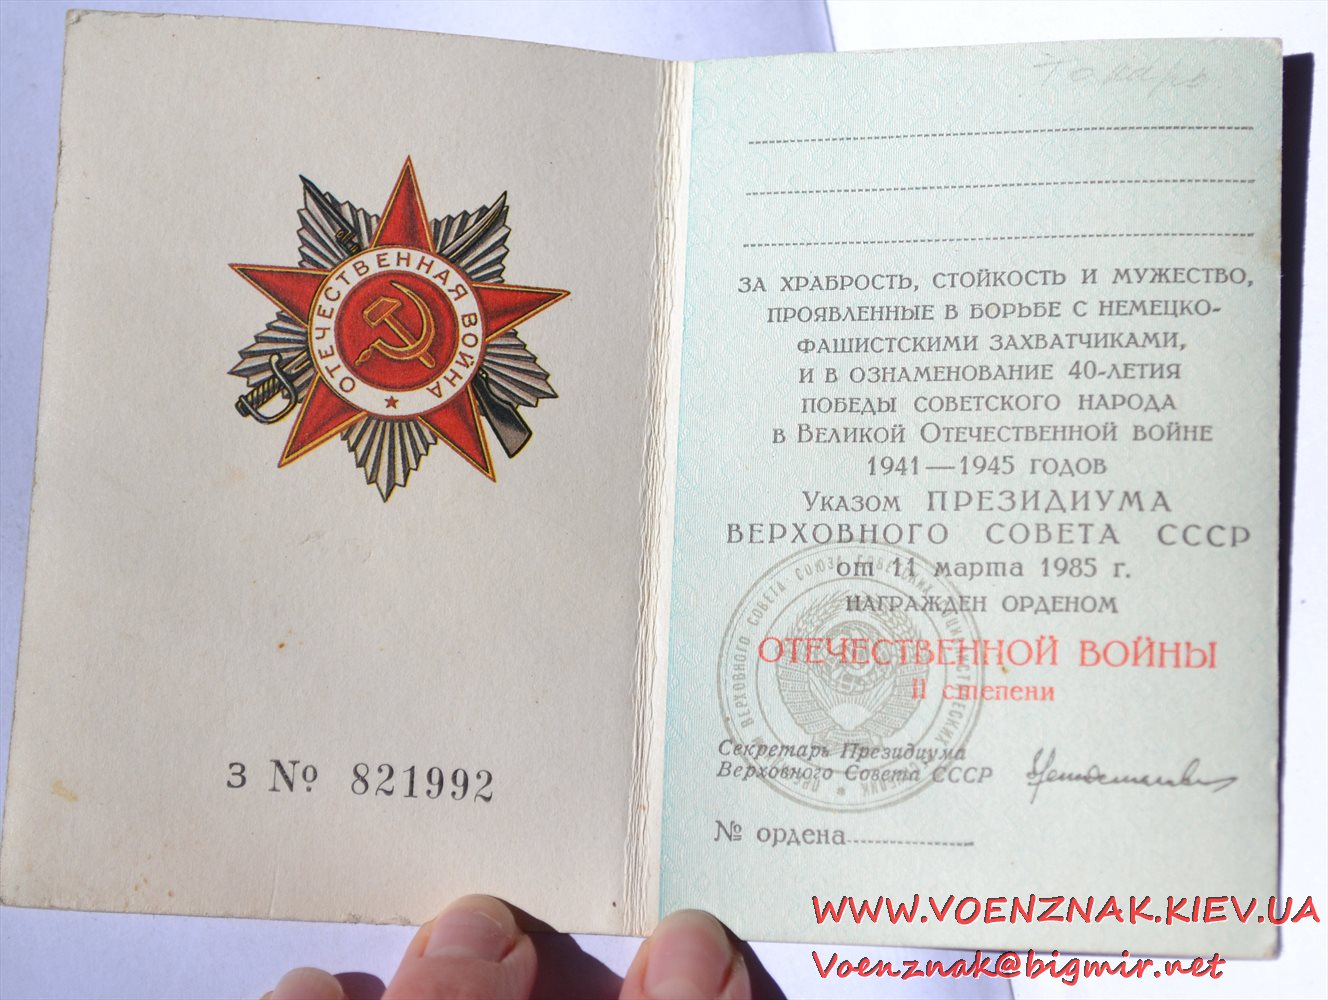 ОТЕЧЕСТВЕННАЯ ВОЙНА
З № 821992
ЗА ХРАБРОСТЬ, СТОЙКОСТЬ И МУЖЕСТВО,
ПРОЯВЛЕННЫЕ В БОРЬБЕ С НЕМЕЦКО-
ФАШИСТСКИМИ ЗАХВАТЧИКАМИ,
И В ОЗНАМЕНОВАНИЕ 40-ЛЕТИЯ
ПОБЕДЫ СОВЕТСКОГО НАРОДА
В ВЕЛИКОЙ ОТЕЧЕСТВЕННОЙ ВОЙНЕ
1941—1945 ГОДОВ
УКАЗОМ ПРЕЗИДИУМА
ВЕРХОВНОГО СОВЕТА СССР
от 11 марта 1985 г.
НАГРАЖДЕН ОРДЕНОМ
ОТЕЧЕСТВЕННОЙ ВОЙНЫ
II степени
Секретарь Президиума
Верховного Совета СССР
№ ордена
WWW.VOENZNAK.KIEV.UA
Voenznak@bigmir.net